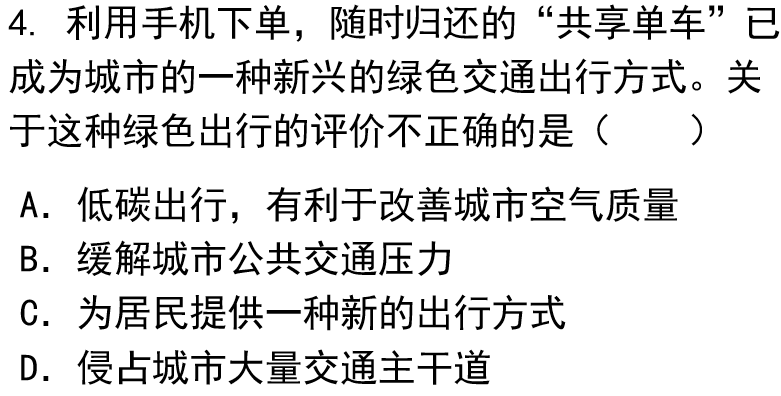 4. 利用手机下单，随时归还的“共享单车”已
成为城市的一种新兴的绿色交通出行方式。关
于这种绿色出行的评价不正确的是（　　）
A. 低碳出行，有利于改善城市空气质量
B. 缓解城市公共交通压力
C. 为居民提供一种新的出行方式
D. 侵占城市大量交通主干道